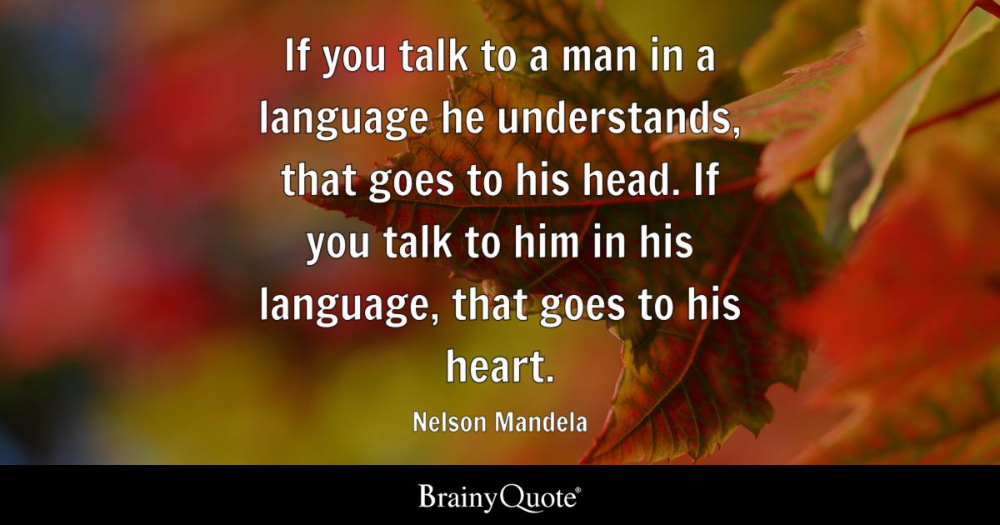 If you talk to a man in a
language he understands,
that goes to his head. If
you talk to him in his
language, that goes to his
heart.
Nelson Mandela
BrainyQuote®